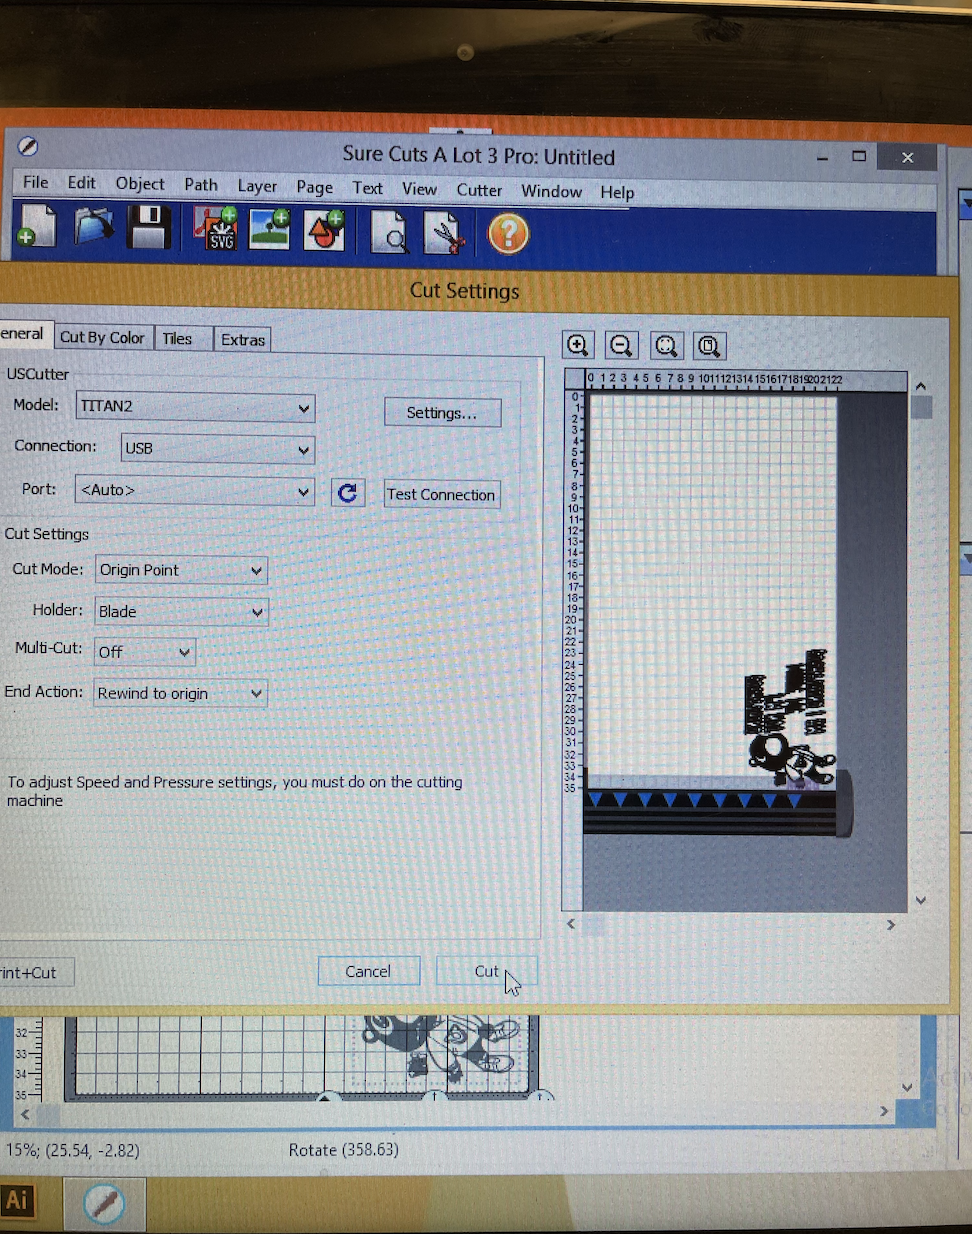 Sure Cuts A Lot 3 Pro: Untitled
File Edit Object Path Layer Page Text View Cutter Window Help
SVG
Cut Settings
eneral Cut By Color Tiles Extras
USCutter
Model: TITAN2 Settings...
Connection: USB
Port: <Auto> Test Connection
Cut Settings
Cut Mode: Origin Point
Holder: Blade
Multi-Cut: Off
End Action: Rewind to origin
To adjust Speed and Pressure settings, you must do on the cutting
machine
0 1 2 3 4 5 6 7 8 9 10 11 12 13 14 15 16 17 18 19 20 21 22
0
1
2
3
4
5
6
7
8
9
10
11
12
13
14
15
16
17
18
19
20
21
22
23
24
25
26
27
28
29
30
31
32
33
34
35
int+Cut Cancel Cut
32
33
34
35
15%; (25.54, -2.82) Rotate (358.63)
Ai